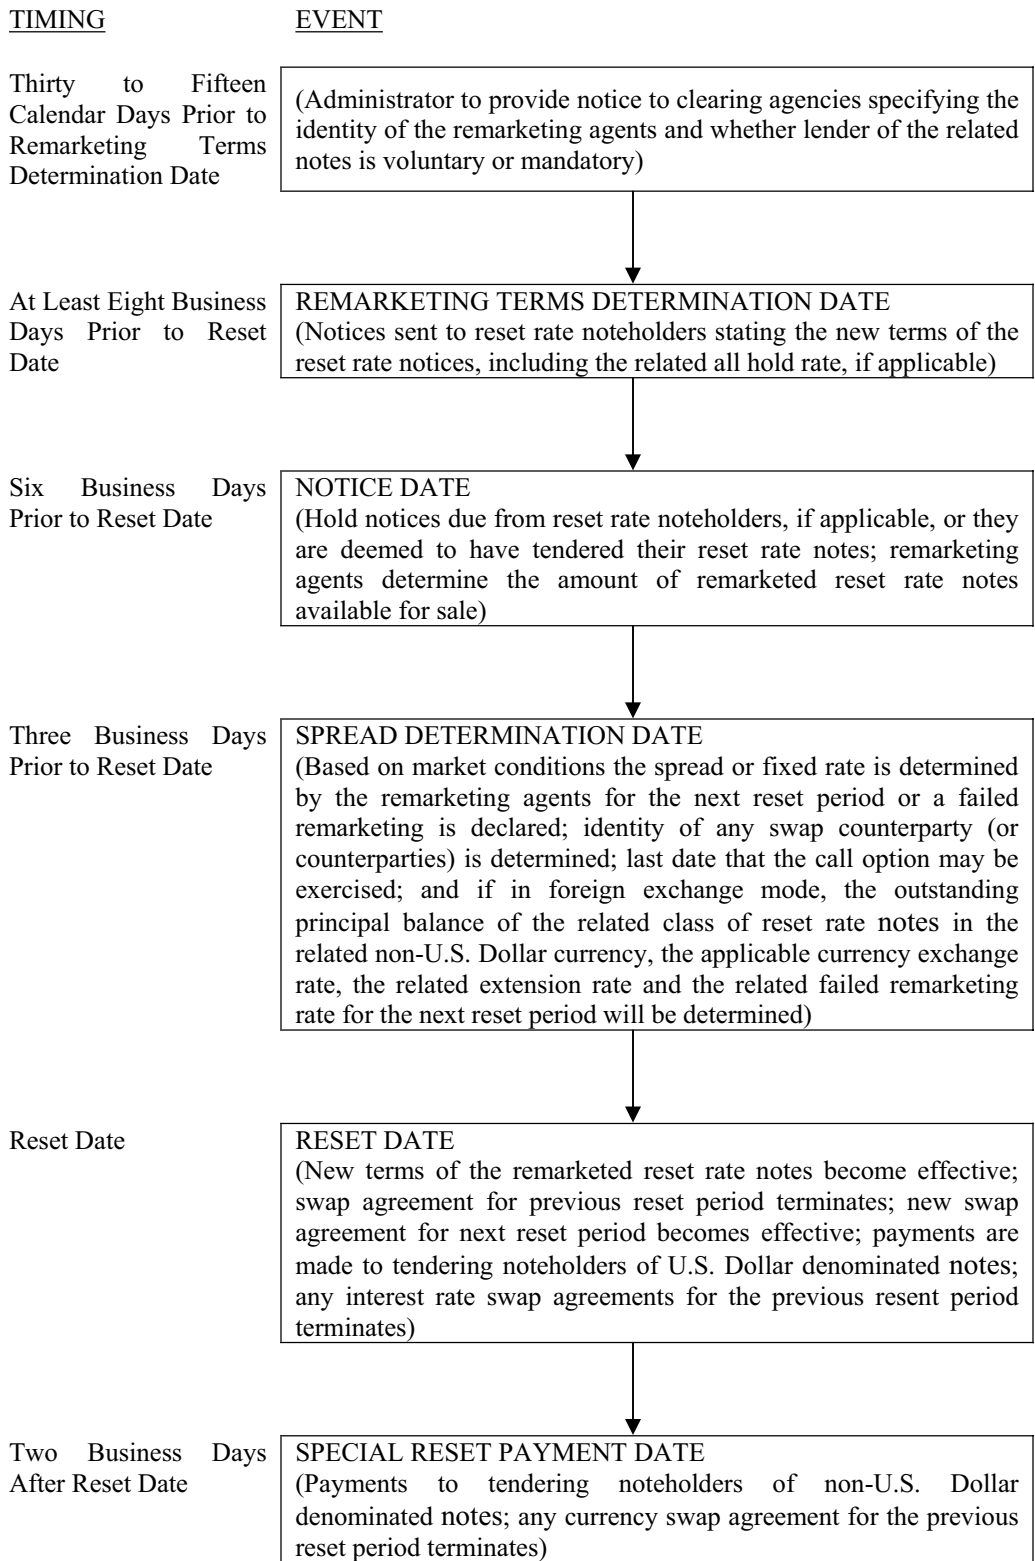 TIMING EVENT
Thirty to Fifteen
Calendar Days Prior to
Remarketing Terms
Determination Date
(Administrator to provide notice to clearing agencies specifying the
identity of the remarketing agents and whether lender of the related
notes is voluntary or mandatory)
At Least Eight Business
Days Prior to Reset
Date
REMARKETING TERMS DETERMINATION DATE
(Notices sent to reset rate noteholders stating the new terms of the
reset rate notices, including the related all hold rate, if applicable)
Six Business Days
Prior to Reset Date
NOTICE DATE
(Hold notices due from reset rate noteholders, if applicable, or they
are deemed to have tendered their reset rate notes; remarketing
agents determine the amount of remarketed reset rate notes
available for sale)
Three Business Days
Prior to Reset Date
SPREAD DETERMINATION DATE
(Based on market conditions the spread or fixed rate is determined
by the remarketing agents for the next reset period or a failed
remarketing is declared; identity of any swap counterparty (or
counterparties) is determined; last date that the call option may be
exercised; and if in foreign exchange mode, the outstanding
principal balance of the related class of reset rate notes in the
related non-U.S. Dollar currency, the applicable currency exchange
rate, the related extension rate and the related failed remarketing
rate for the next reset period will be determined)
Reset Date
RESET DATE
(New terms of the remarketed reset rate notes become effective;
swap agreement for previous reset period terminates; new swap
agreement for next reset period becomes effective; payments are
made to tendering noteholders of U.S. Dollar denominated notes;
any interest rate swap agreements for the previous resent period
terminates)
Two Business Days
After Reset Date
SPECIAL RESET PAYMENT DATE
(Payments to tendering noteholders of non-U.S. Dollar
denominated notes; any currency swap agreement for the previous
reset period terminates)